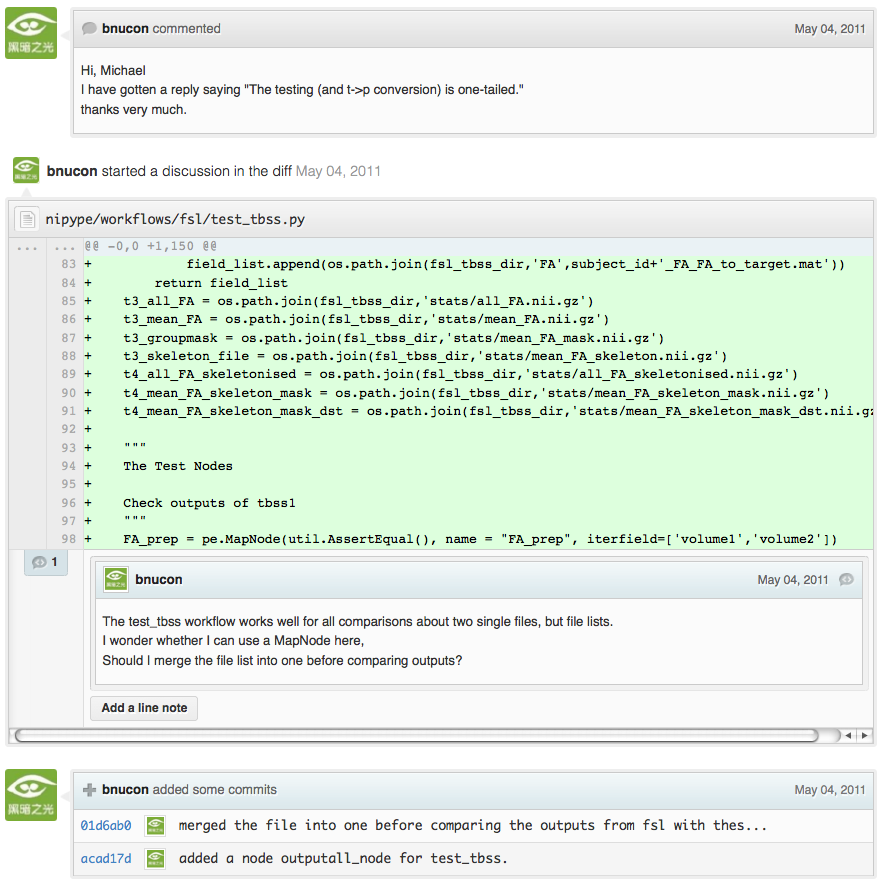 黑暗之光
bnucon commented May 04, 2011
Hi, Michael
I have gotten a reply saying "The testing (and t->p conversion) is one-tailed."
thanks very much.
bnucon started a discussion in the diff May 04, 2011
nipype/workflows/fsl/test_tbss.py
... ... @@ -0,0 +1,150 @@
83 + field_list.append(os.path.join(fsl_tbss_dir,'FA',subject_id+'_FA_FA_to_target.mat'))
84 + return field_list
85 + t3_all_FA = os.path.join(fsl_tbss_dir,'stats/all_FA.nii.gz')
86 + t3_mean_FA = os.path.join(fsl_tbss_dir,'stats/mean_FA.nii.gz')
87 + t3_groupmask = os.path.join(fsl_tbss_dir,'stats/mean_FA_mask.nii.gz')
88 + t3_skeleton_file = os.path.join(fsl_tbss_dir,'stats/mean_FA_skeleton.nii.gz')
89 + t4_all_FA_skeletonised = os.path.join(fsl_tbss_dir,'stats/all_FA_skeletonised.nii.gz')
90 + t4_mean_FA_skeleton_mask = os.path.join(fsl_tbss_dir,'stats/mean_FA_skeleton_mask.nii.gz')
91 + t4_mean_FA_skeleton_mask_dst = os.path.join(fsl_tbss_dir,'stats/mean_FA_skeleton_mask_dst.nii.gz
92 +
93 + """
94 + The Test Nodes
95 +
96 + Check outputs of tbss1
97 + """
98 + FA_prep = pe.MapNode(util.AssertEqual(), name = "FA_prep", iterfield=['volume1','volume2'])
1
bnucon May 04, 2011
The test_tbss workflow works well for all comparisons about two single files, but file lists.
I wonder whether I can use a MapNode here,
Should I merge the file list into one before comparing outputs?
Add a line note
黑暗之光
bnucon added some commits May 04, 2011
01d6ab0 merged the file into one before comparing the outputs from fsl with thes...
acad17d added a node outputall_node for test_tbss.